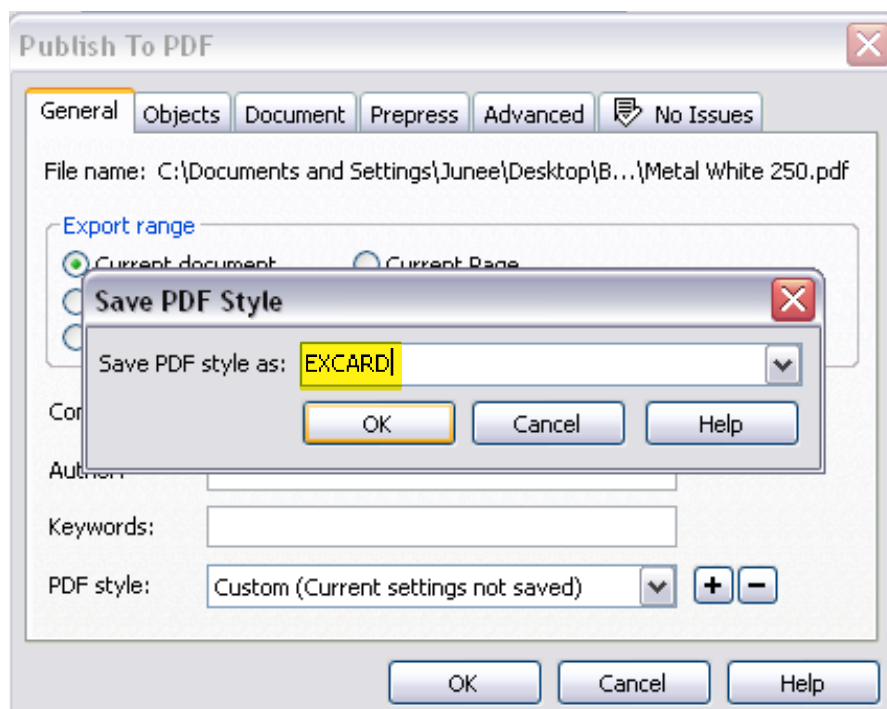 Publish To PDF
General Objects Document Prepress Advanced No Issues
File name: C:\Documents and Settings\Junee\Desktop\B...\Metal White 250.pdf
Export range
Current document Current Page
Save PDF Style
Save PDF style as: EXCARD
OK Cancel Help
Keywords:
PDF style: Custom (Current settings not saved) + −
OK Cancel Help